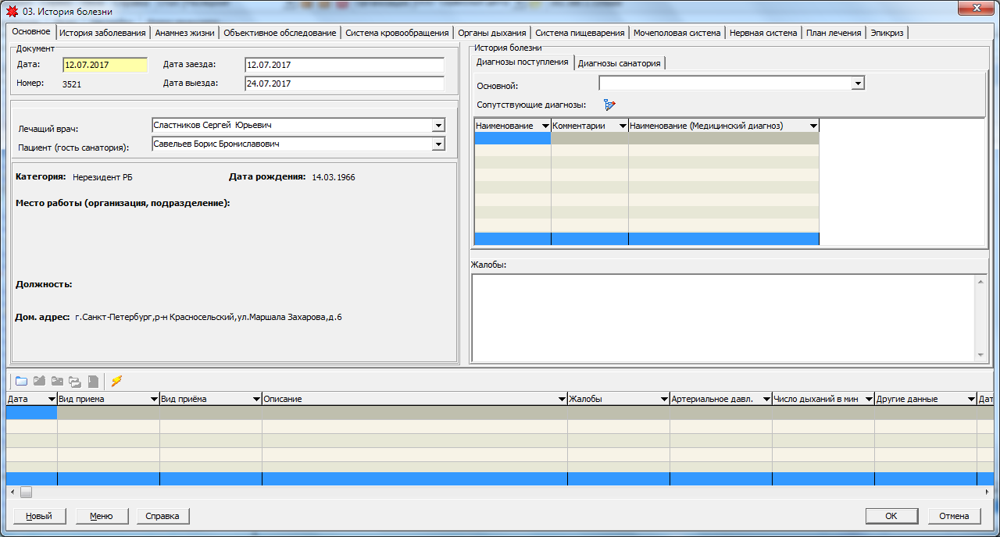 03. История болезни
Основное История заболевания Анамнез жизни Объективное обследование Система кровообращения Органы дыхания Система пищеварения Мочеполовая система Нервная система План лечения Эпикриз
Документ
Дата: 12.07.2017 Дата заезда: 12.07.2017
Номер: 3521 Дата выезда: 24.07.2017
Лечащий врач: Сластников Сергей Юрьевич
Пациент (гость санатория): Савельев Борис Брониславович
Категория: Нерезидент РБ Дата рождения: 14.03.1966
Место работы (организация, подразделение):
Должность:
Дом. адрес: г.Санкт-Петербург,р-н Красносельский,ул.Маршала Захарова,д.6
История болезни
Диагнозы поступления Диагнозы санатория
Основной:
Сопутствующие диагнозы:
Наименование Комментарии Наименование (Медицинский диагноз)
Жалобы:
Дата Вид приема Вид приёма Описание Жалобы Артериальное давл. Число дыханий в мин Другие данные Дат
Новый Меню Справка OK Отмена